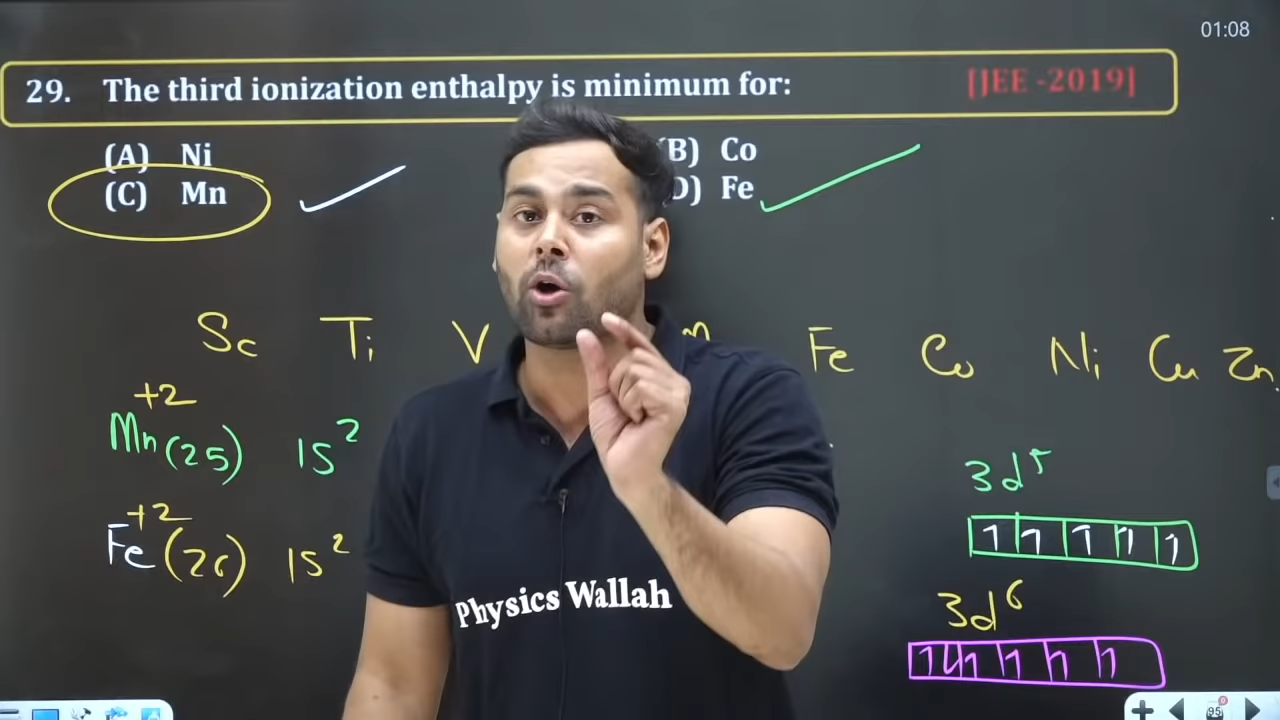 01:08
29. The third ionization enthalpy is minimum for: [JEE -2019]
(A) Ni (B) Co
(C) Mn D) Fe
Sc Ti V n Fe Co Ni Cu Zn
+2
Mn (25) 1s² 3d⁵
+2
Fe (26) 1s² 3d⁶
Physics Wallah
95